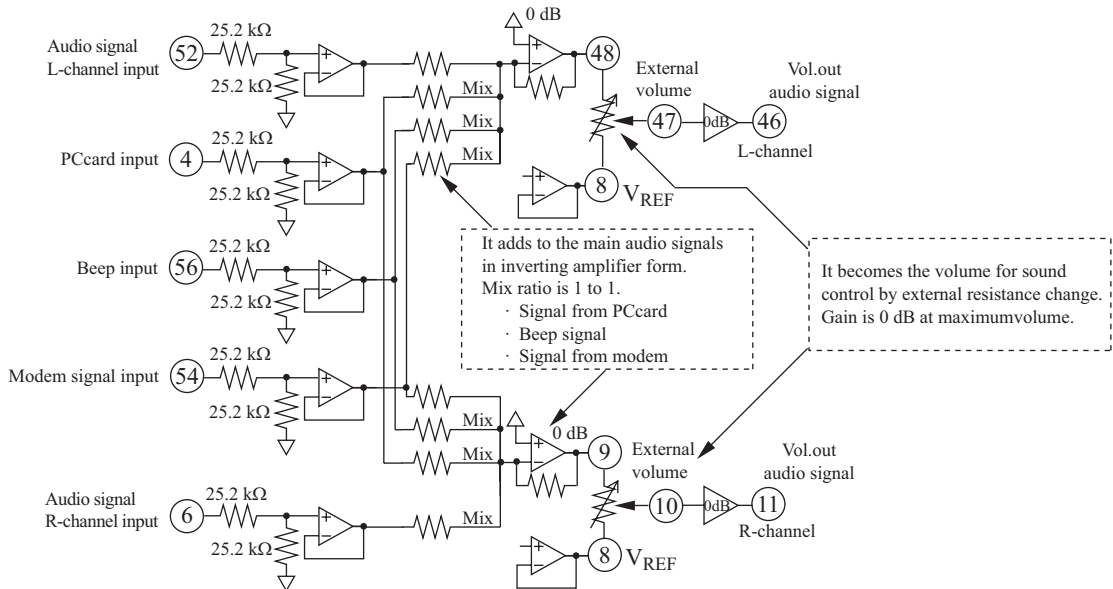 0 dB
Audio signal
L-channel input
52
25.2 kΩ
25.2 kΩ
Mix
Mix
Mix
48
External
volume
47
0dB
Vol.out
audio signal
46
L-channel
8
VREF
PCcard input
4
25.2 kΩ
25.2 kΩ
Beep input
56
25.2 kΩ
25.2 kΩ
It adds to the main audio signals
in inverting amplifier form.
Mix ratio is 1 to 1.
· Signal from PCcard
· Beep signal
· Signal from modem
It becomes the volume for sound
control by external resistance change.
Gain is 0 dB at maximumvolume.
Modem signal input
54
25.2 kΩ
25.2 kΩ
Mix
Mix
Mix
0 dB
9
External
volume
10
0dB
Vol.out
audio signal
11
R-channel
8
VREF
Audio signal
R-channel input
6
25.2 kΩ
25.2 kΩ